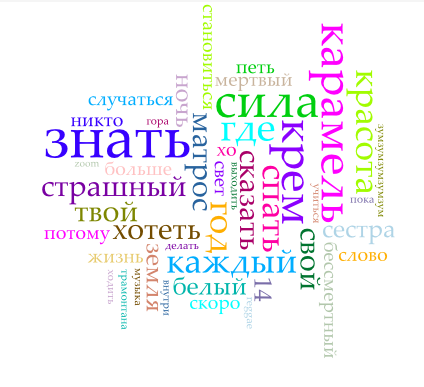 становиться
петь
мертвый
карамель
красота
случаться
ночь
сила
никто
гора
матрос
где
крем
зумзумзумзумзум
знать
хо
zoom
больше
свет
выходить
сказать
спать
учиться
пока
страшный
твой
год
потому
хотеть
свой
сестра
жизнь
земля
делать
каждый
слово
бессмертный
ходить
трамонтана
музыка
внутри
белый
14
скоро
reggae